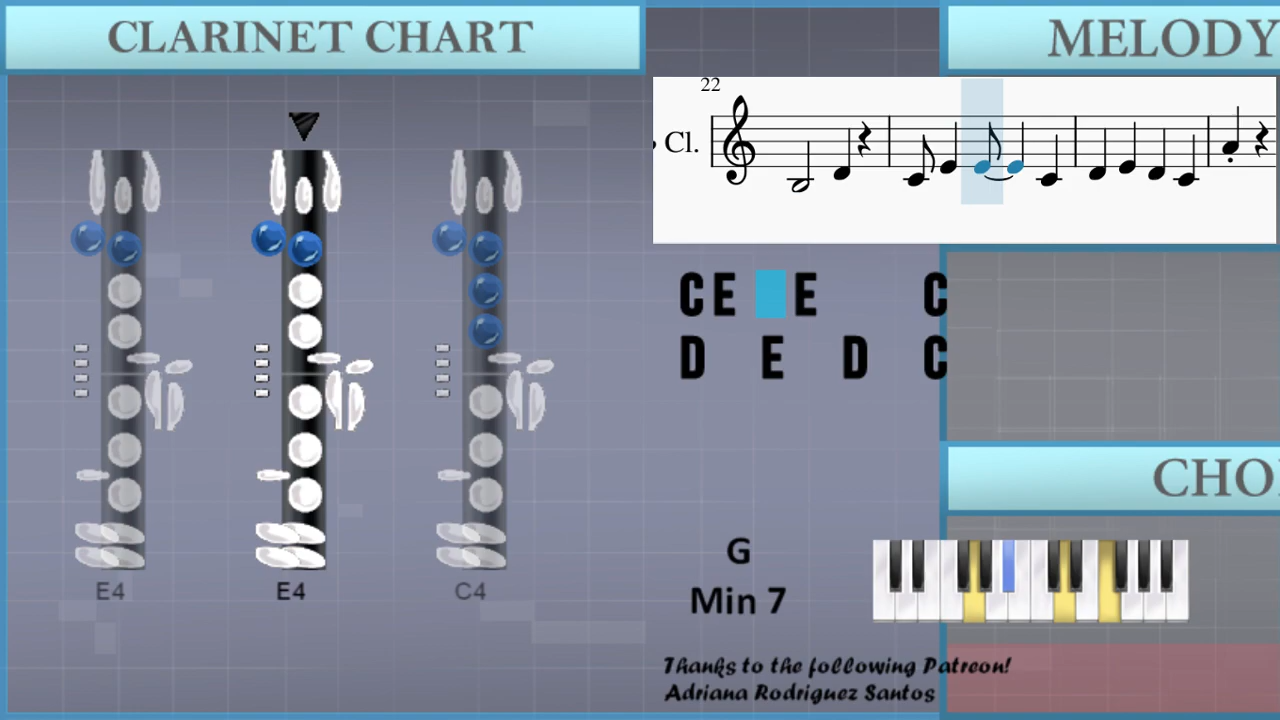 CLARINET CHART
MELODY
22
Cl.
CE E C
D E D C
E4
E4
C4
CHO
G
Min 7
Thanks to the following Patreon!
Adriana Rodriguez Santos